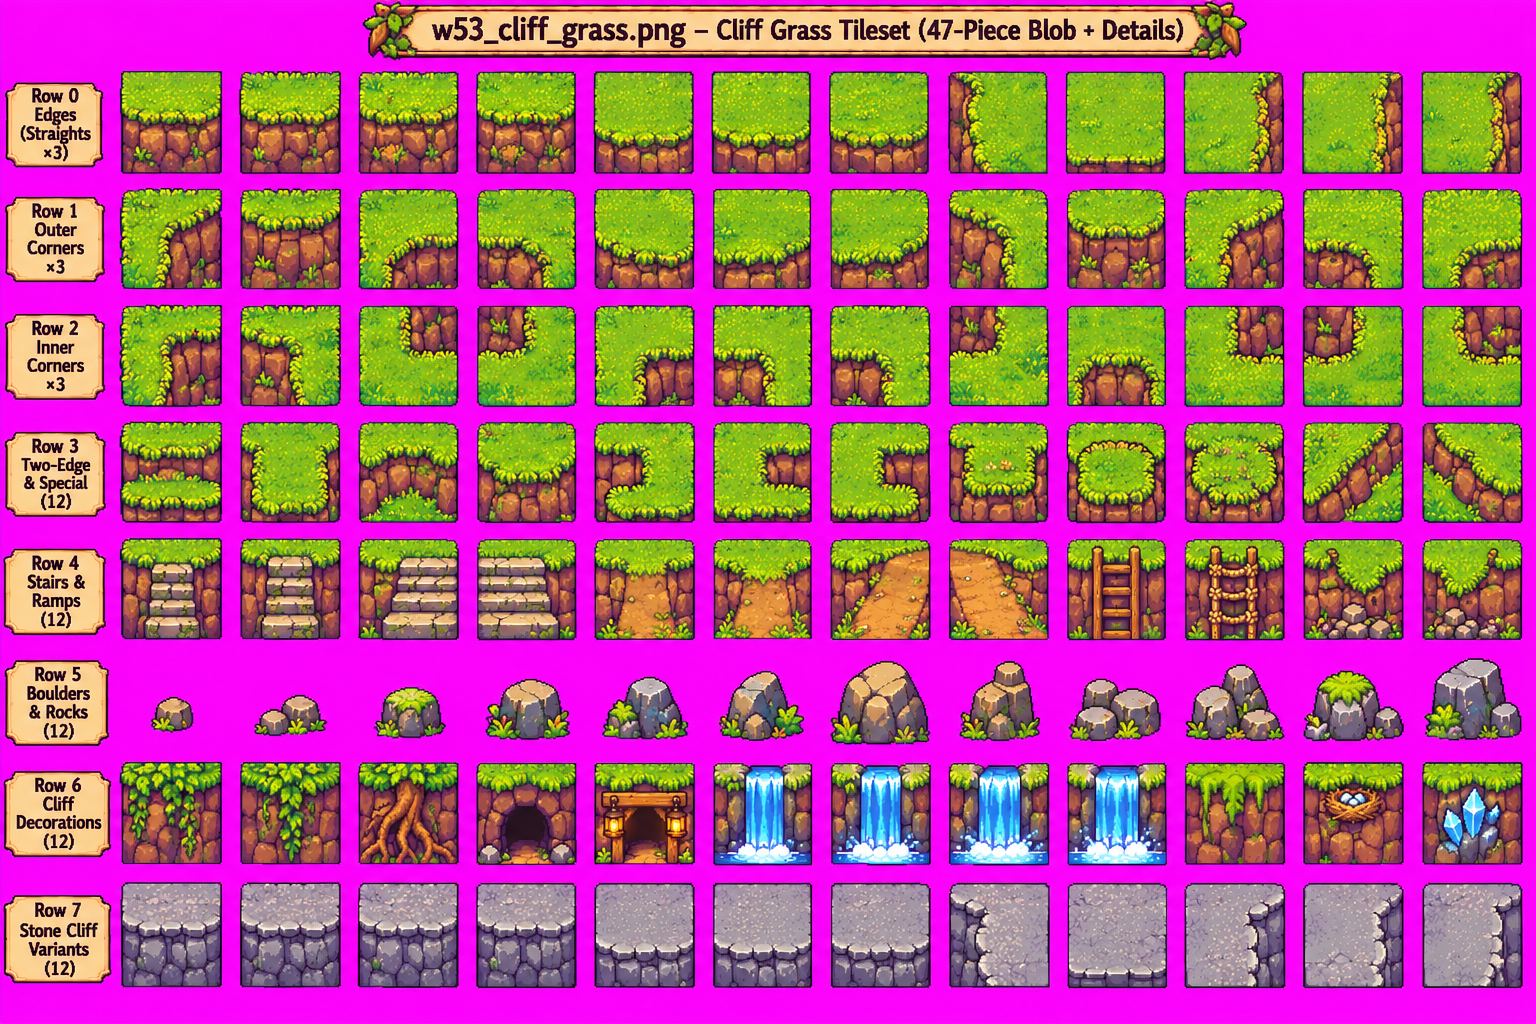 w53_cliff_grass.png – Cliff Grass Tileset (47-Piece Blob + Details)
Row 0
Edges
(Straights
×3)
Row 1
Outer
Corners
×3
Row 2
Inner
Corners
×3
Row 3
Two-Edge
& Special
(12)
Row 4
Stairs &
Ramps
(12)
Row 5
Boulders
& Rocks
(12)
Row 6
Cliff
Decorations
(12)
Row 7
Stone Cliff
Variants
(12)